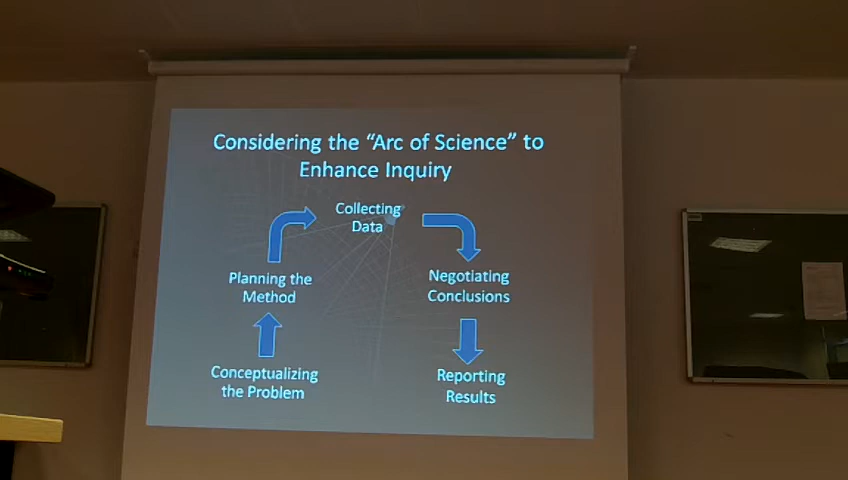 Considering the “Arc of Science” to
Enhance Inquiry
Collecting
Data
Planning the
Method
Negotiating
Conclusions
Conceptualizing
the Problem
Reporting
Results